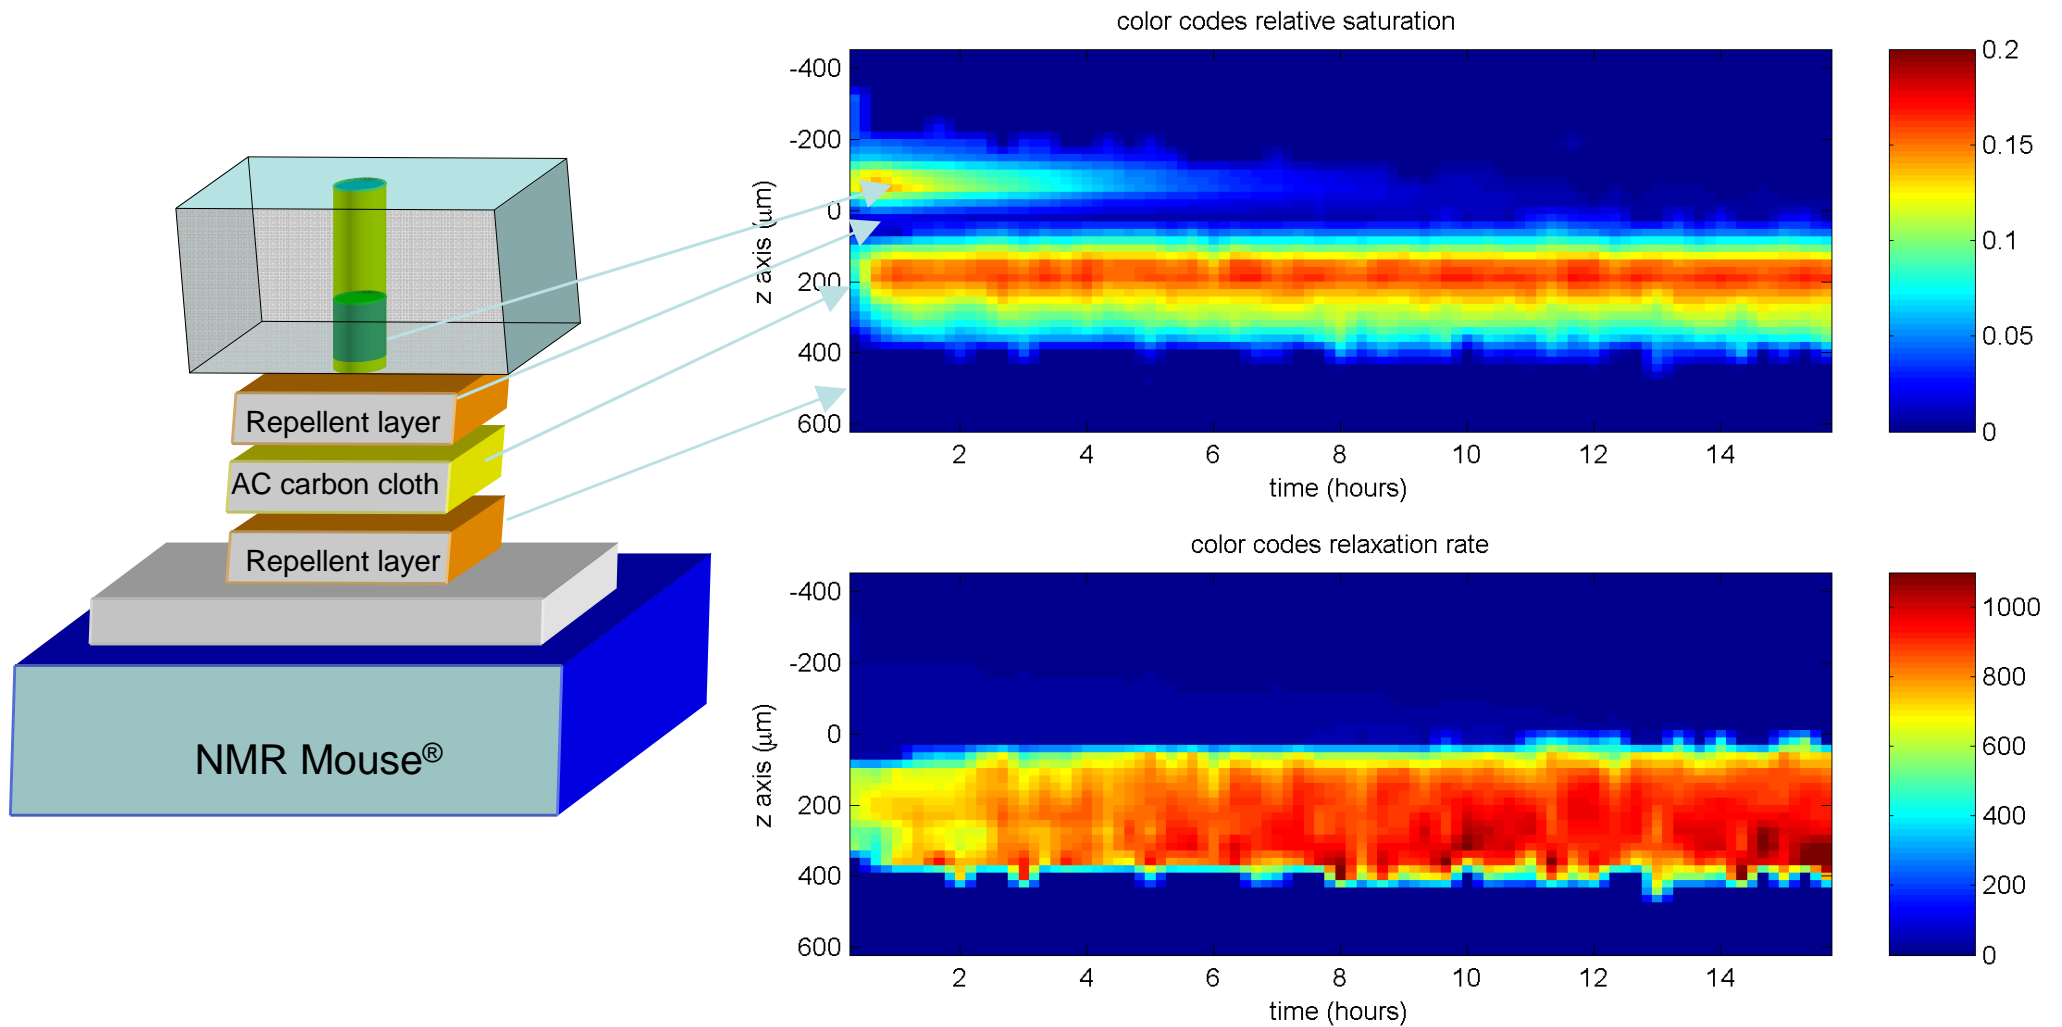 color codes relative saturation
-400
-200
0
200
400
600
z axis (μm)
2 4 6 8 10 12 14
time (hours)
0.2
0.15
0.1
0.05
0
Repellent layer
AC carbon cloth
Repellent layer
NMR Mouse®
color codes relaxation rate
-400
-200
0
200
400
600
z axis (μm)
2 4 6 8 10 12 14
time (hours)
1000
800
600
400
200
0